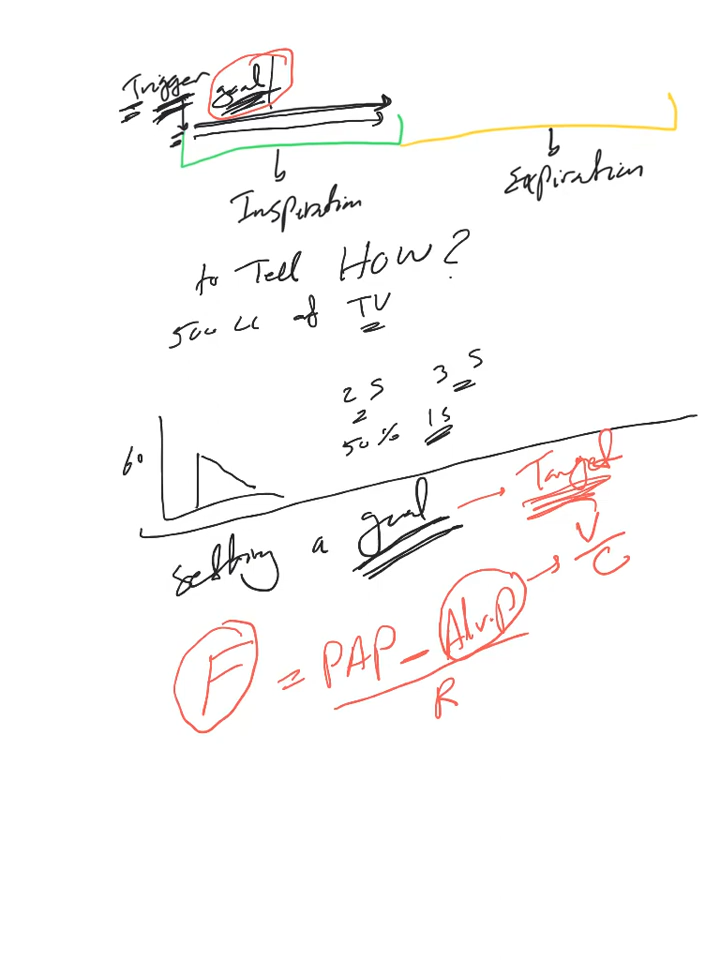 Trigger goal
Inspiration
Expiration
to Tell HOW?
500 cc of TV
2 S 3 S
50% 1s
60
Setting a goal → Target
F = PAP - Alv.P → V/C
R